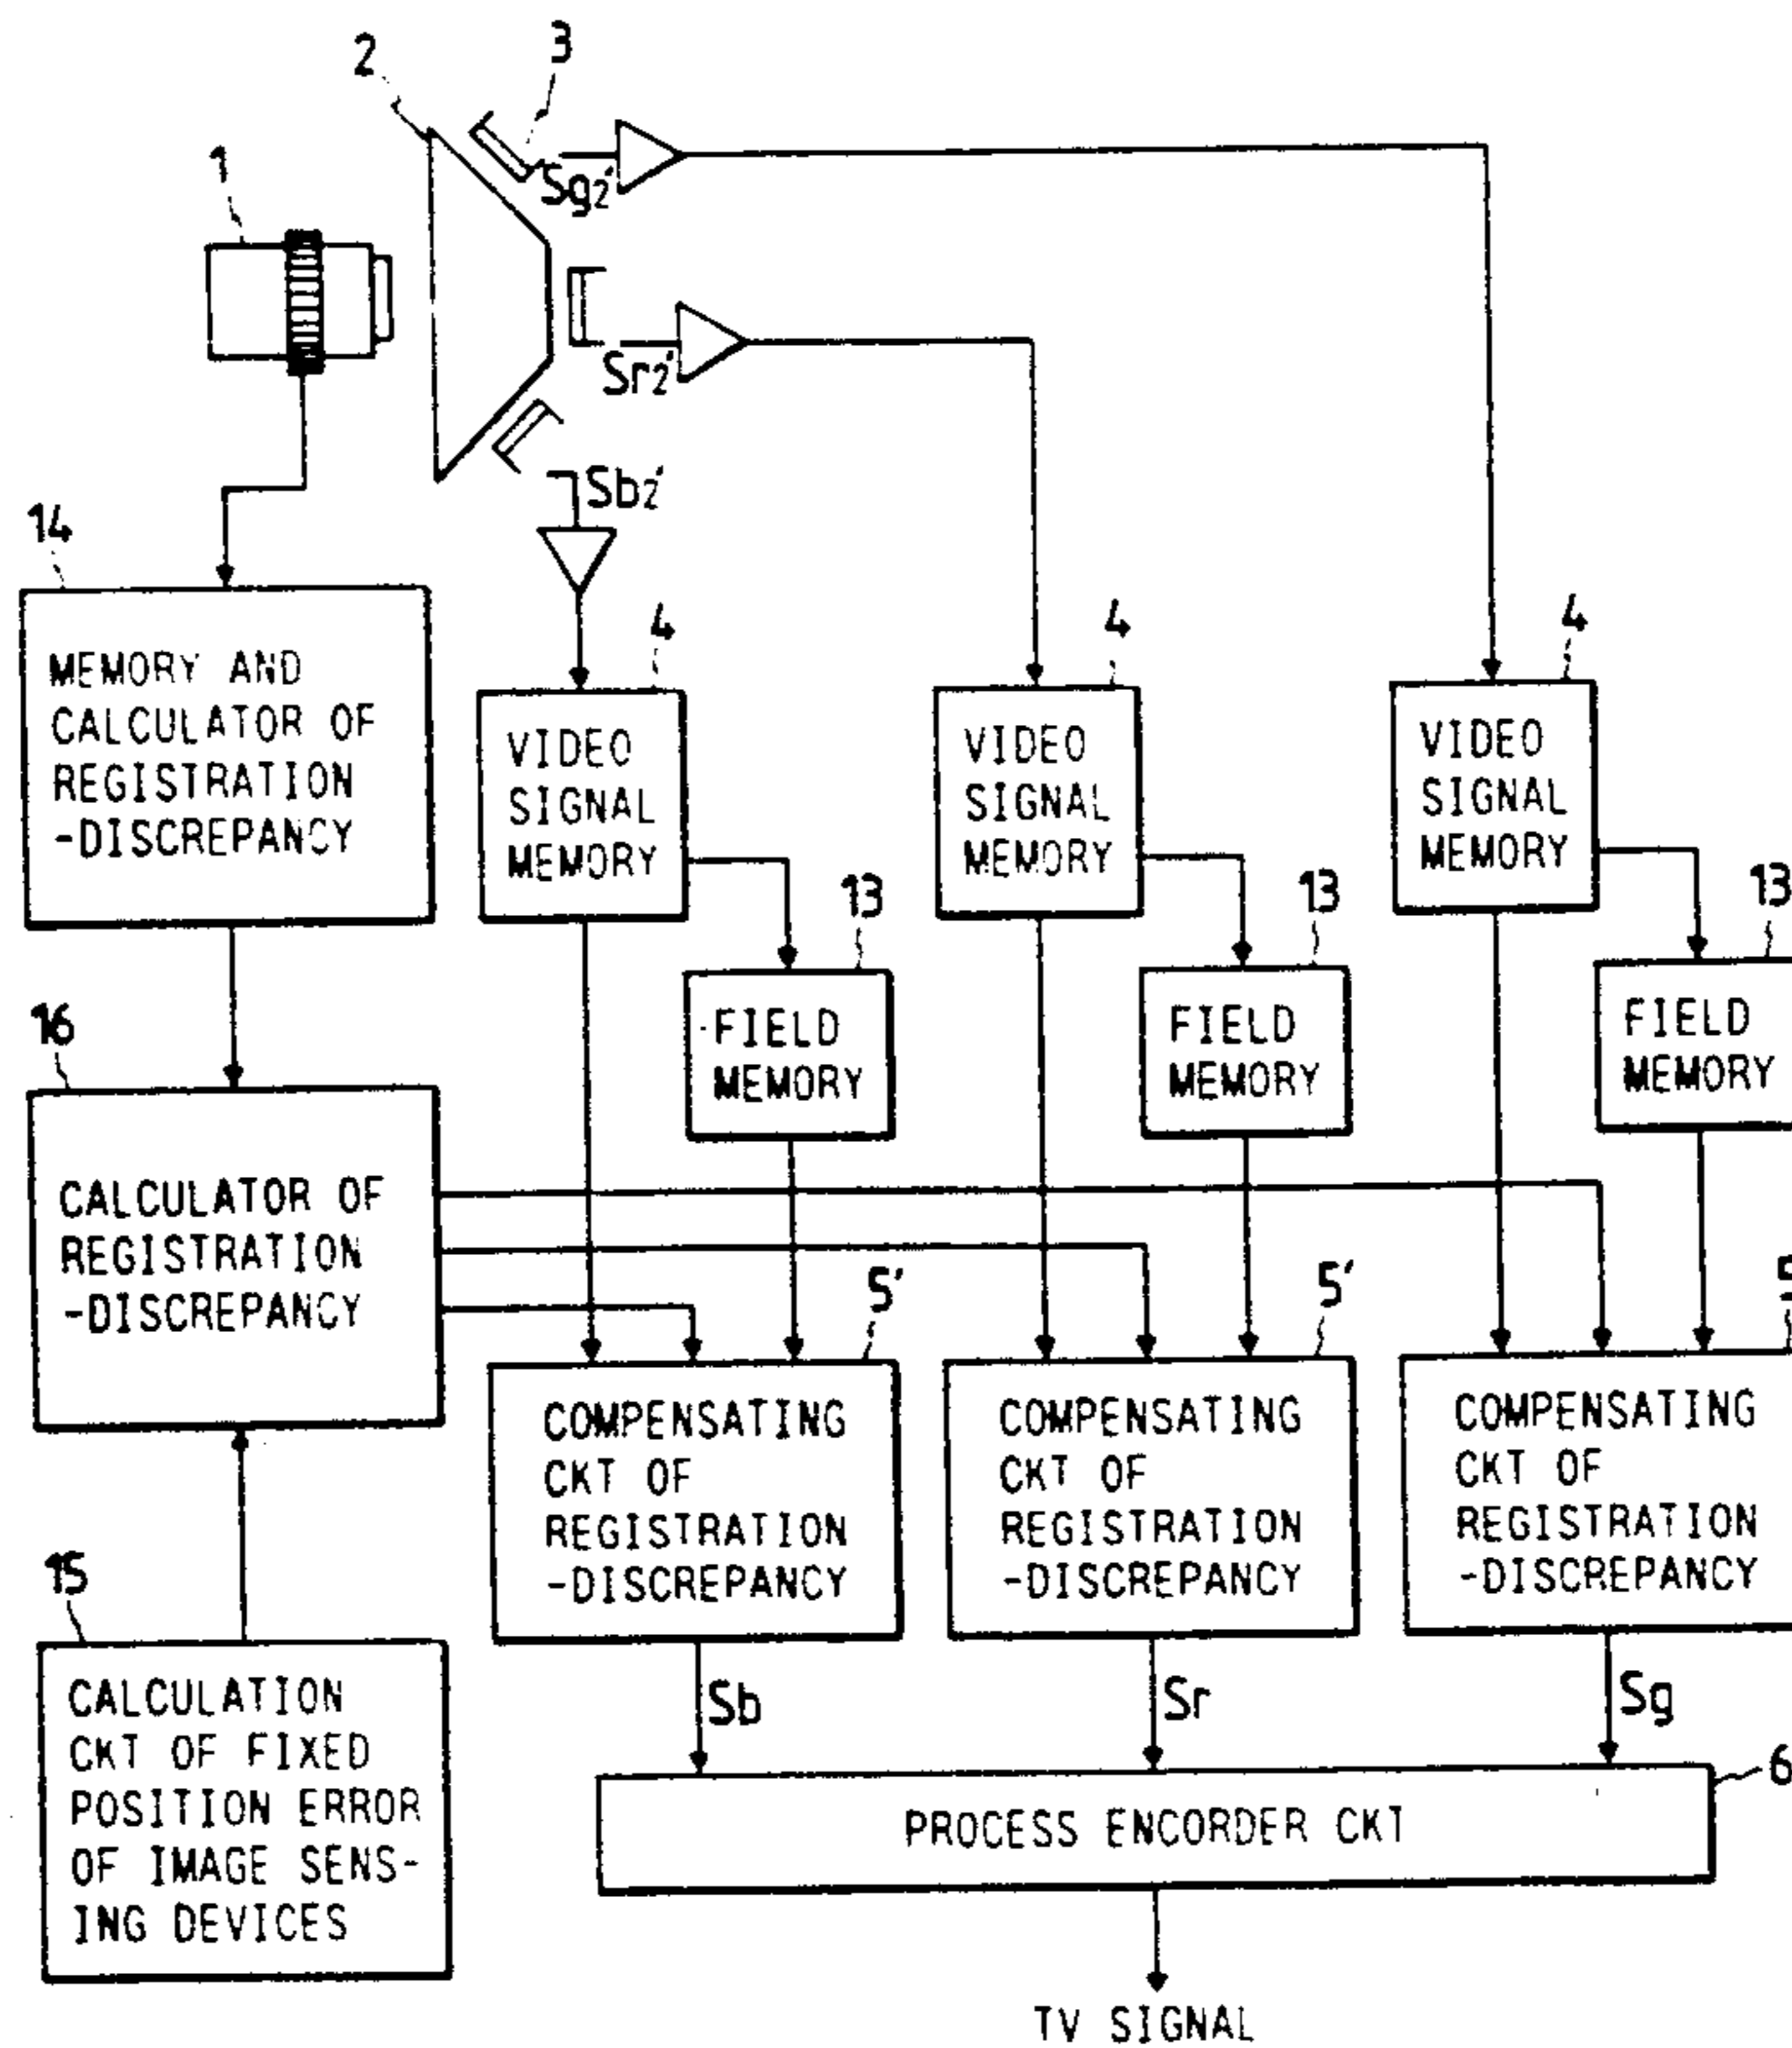 2
3
1
Sg2'
Sr2'
Sb2'
14
MEMORY AND
CALCULATOR OF
REGISTRATION
-DISCREPANCY
4
VIDEO
SIGNAL
MEMORY
4
VIDEO
SIGNAL
MEMORY
4
VIDEO
SIGNAL
MEMORY
13
FIELD
MEMORY
13
FIELD
MEMORY
13
FIELD
MEMORY
16
CALCULATOR OF
REGISTRATION
-DISCREPANCY
5'
COMPENSATING
CKT OF
REGISTRATION
-DISCREPANCY
5'
COMPENSATING
CKT OF
REGISTRATION
-DISCREPANCY
5
COMPENSATING
CKT OF
REGISTRATION
-DISCREPANCY
15
CALCULATION
CKT OF FIXED
POSITION ERROR
OF IMAGE SENS-
ING DEVICES
Sb
Sr
Sg
6
PROCESS ENCORDER CKT
TV SIGNAL